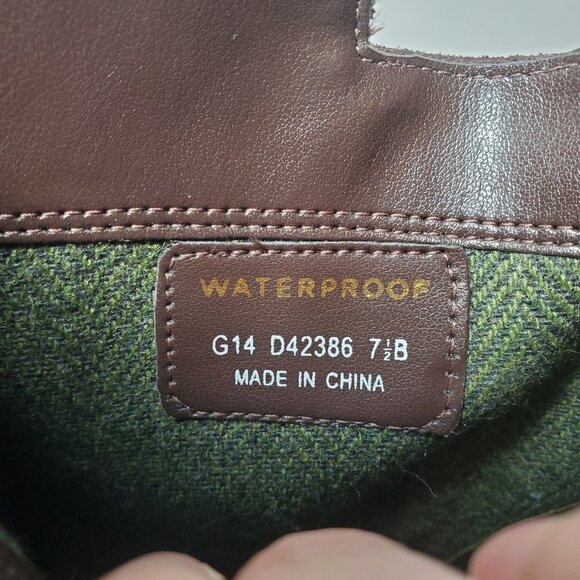 WATERPROOF
G14 D42386 7½B
MADE IN CHINA